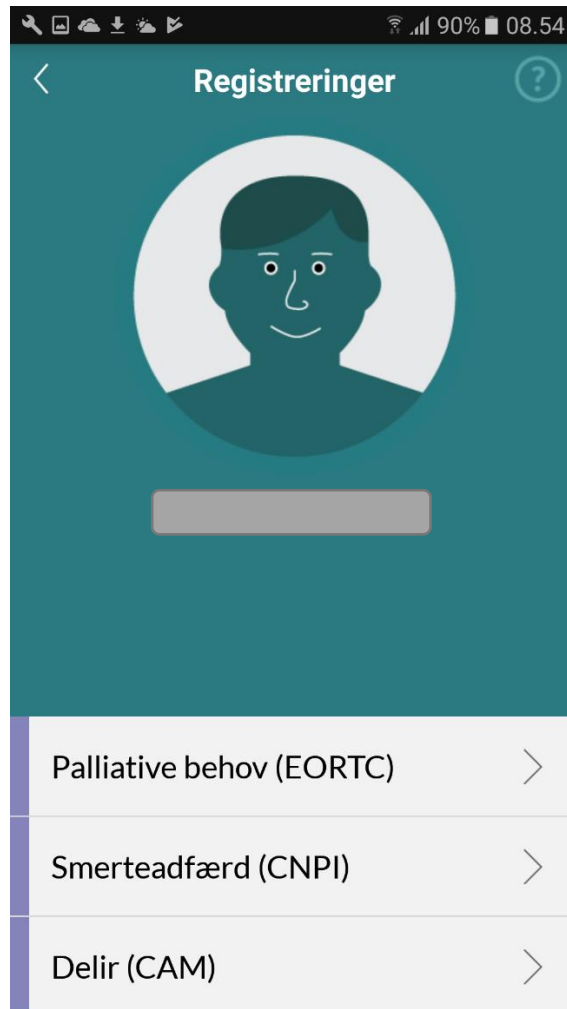 90% 08.54
Registreringer
?
Palliative behov (EORTC)
Smerteadfærd (CNPI)
Delir (CAM)